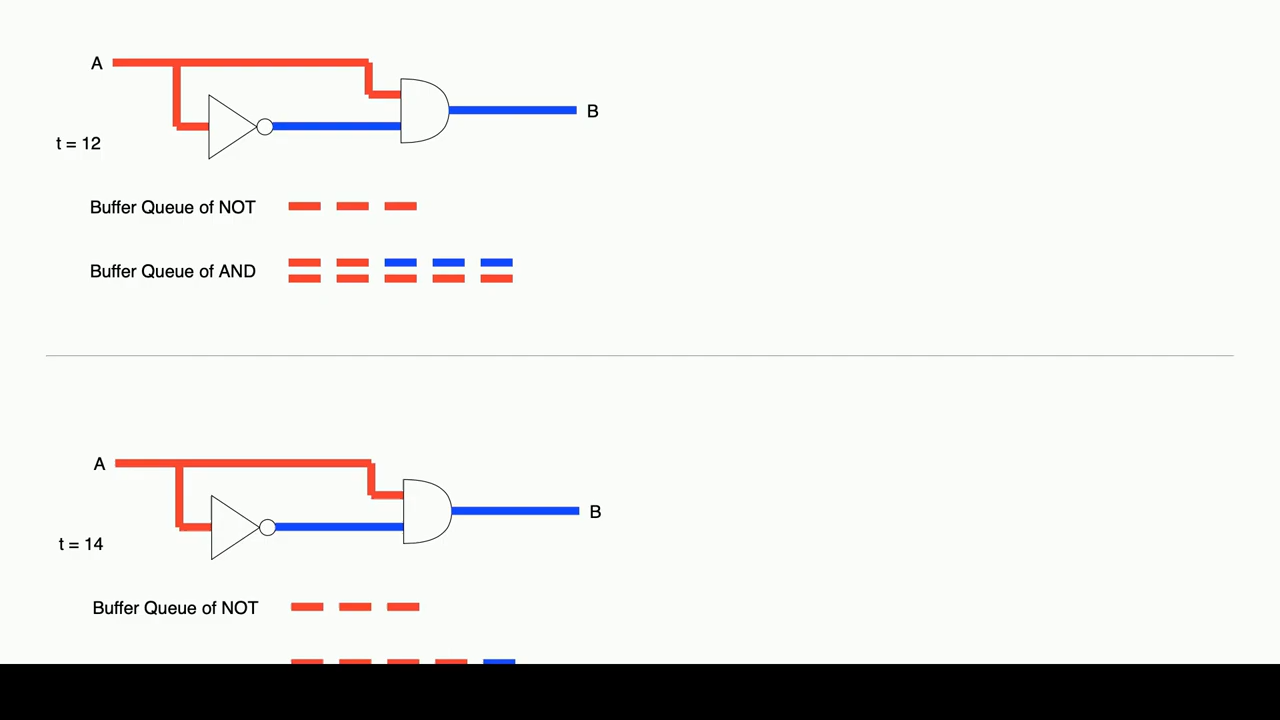 A
B
t = 12
Buffer Queue of NOT
Buffer Queue of AND
A
B
t = 14
Buffer Queue of NOT